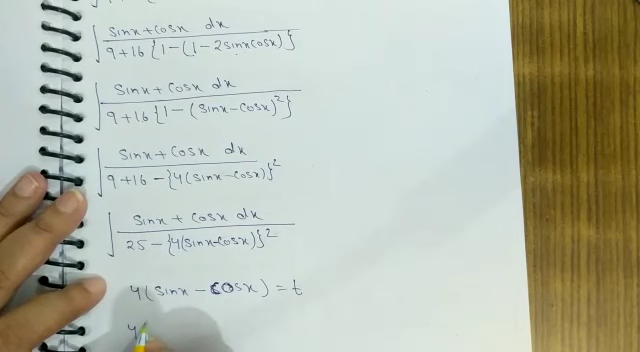 ∫ sinx+cosx dx / 9+16{1-(1-2sinxcosx)}
∫ sinx+cosx dx / 9+16{1-(sinx-cosx)²}
∫ sinx+cosx dx / 9+16-{4(sinx-cosx)}²
∫ sinx+cosx dx / 25-{4(sinx-cosx)}²
4(sinx-cosx)=t
4